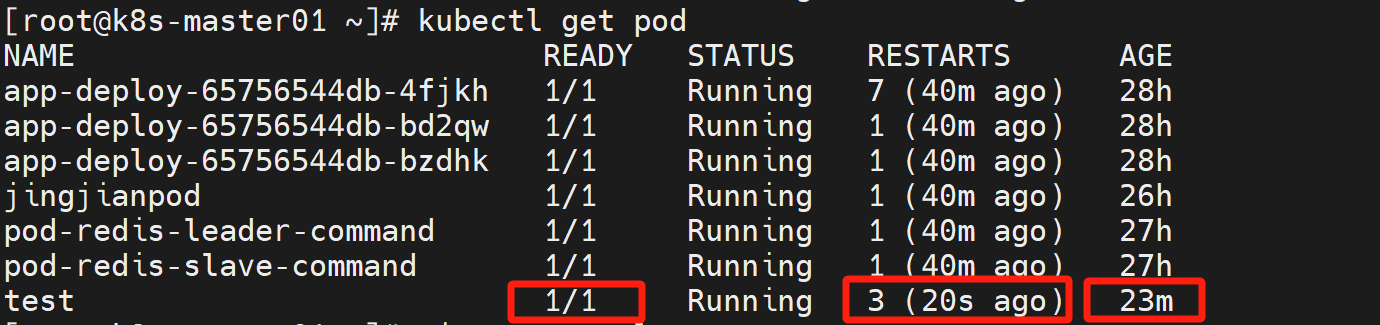 [root@k8s-master01 ~]# kubectl get pod
NAME READY STATUS RESTARTS AGE
app-deploy-65756544db-4fjkh 1/1 Running 7 (40m ago) 28h
app-deploy-65756544db-bd2qw 1/1 Running 1 (40m ago) 28h
app-deploy-65756544db-bzdhk 1/1 Running 1 (40m ago) 28h
jingjianpod 1/1 Running 1 (40m ago) 26h
pod-redis-leader-command 1/1 Running 1 (40m ago) 27h
pod-redis-slave-command 1/1 Running 1 (40m ago) 27h
test 1/1 Running 3 (20s ago) 23m